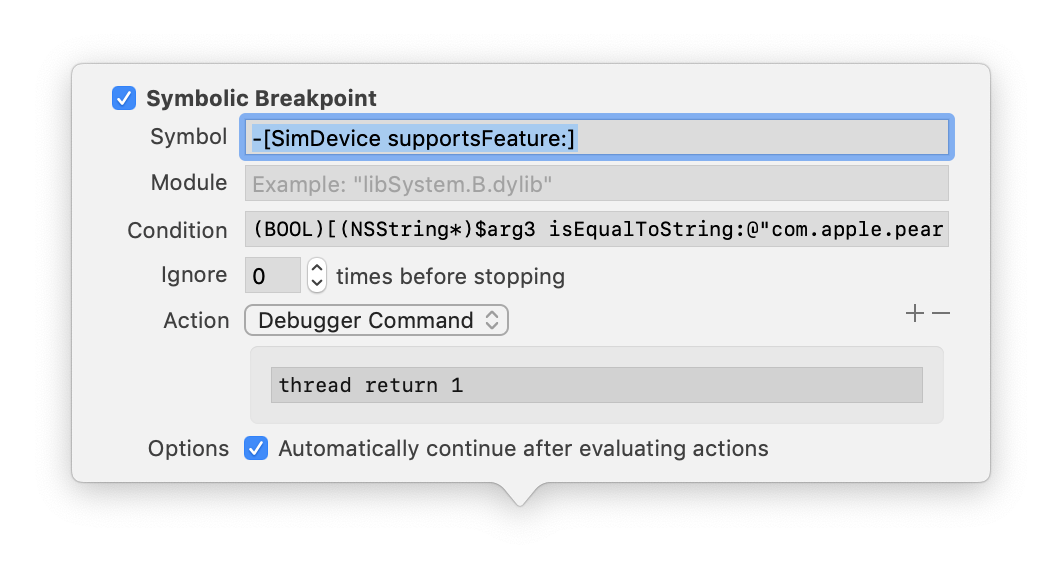 Symbolic Breakpoint
Symbol -[SimDevice supportsFeature:]
Module Example: "libSystem.B.dylib"
Condition (BOOL)[(NSString*)$arg3 isEqualToString:@"com.apple.pear
Ignore 0 times before stopping
Action Debugger Command
thread return 1
Options Automatically continue after evaluating actions